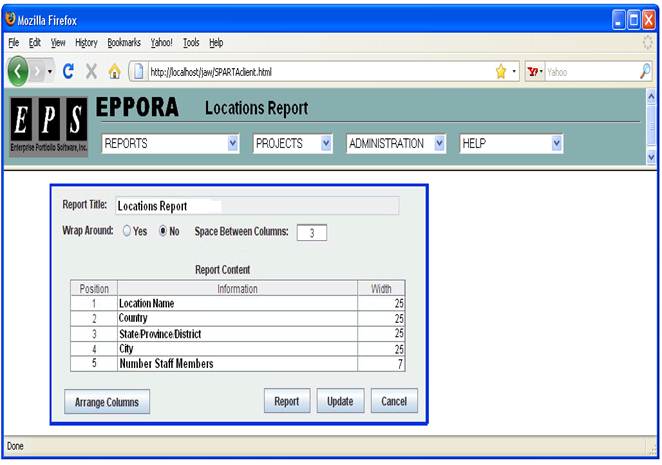 Mozilla Firefox
File Edit View History Bookmarks Yahoo! Tools Help
http://localhost/jaw/SPARTAclient.html
Y! Yahoo
EPS EPPORA Locations Report
Enterprise Portfolio Software, Inc.
REPORTS PROJECTS ADMINISTRATION HELP
Report Title: Locations Report
Wrap Around: Yes No Space Between Columns: 3
Report Content
Position Information Width
1 Location Name 25
2 Country 25
3 State/Province/District 25
4 City 25
5 Number Staff Members 7
Arrange Columns Report Update Cancel
Done